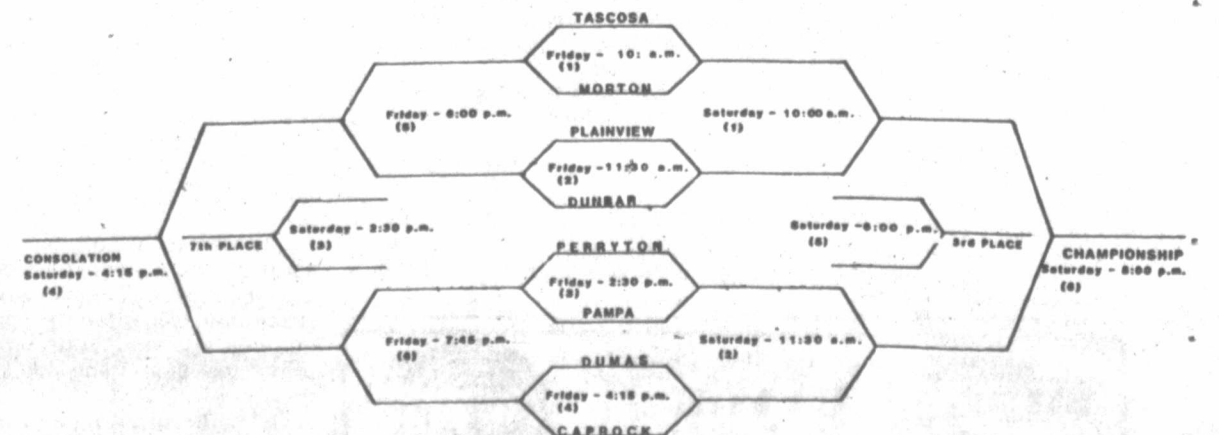 TASCOSA
Friday - 10: a.m.
(1)
MORTON
Friday - 6:00 p.m.
(5)
Saturday - 10:00 a.m.
(1)
PLAINVIEW
Friday - 11:30 a.m.
(2)
DUNBAR
7th PLACE
Saturday - 2:30 p.m.
(3)
Saturday - 6:00 p.m.
(5)
3rd PLACE
CONSOLATION
Saturday - 4:15 p.m.
(4)
CHAMPIONSHIP
Saturday - 8:00 p.m.
(6)
PERRYTON
Friday - 2:30 p.m.
(3)
PAMPA
Friday - 7:45 p.m.
(6)
Saturday - 11:30 a.m.
(2)
DUMAS
Friday - 4:15 p.m.
(4)
CAPROCK